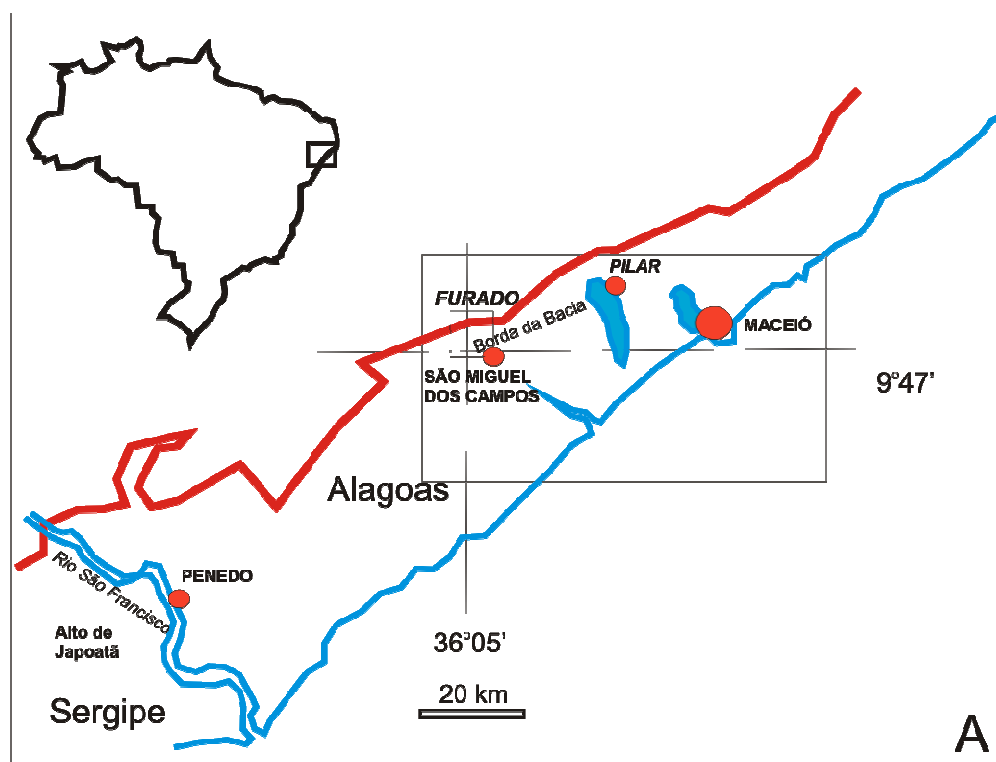 PILAR
FURADO
Borda da Bacia
MACEIÓ
SÃO MIGUEL
DOS CAMPOS
9°47'
Alagoas
Rio São Francisco
PENEDO
Alto de
Japoatã
36°05'
20 km
Sergipe
A